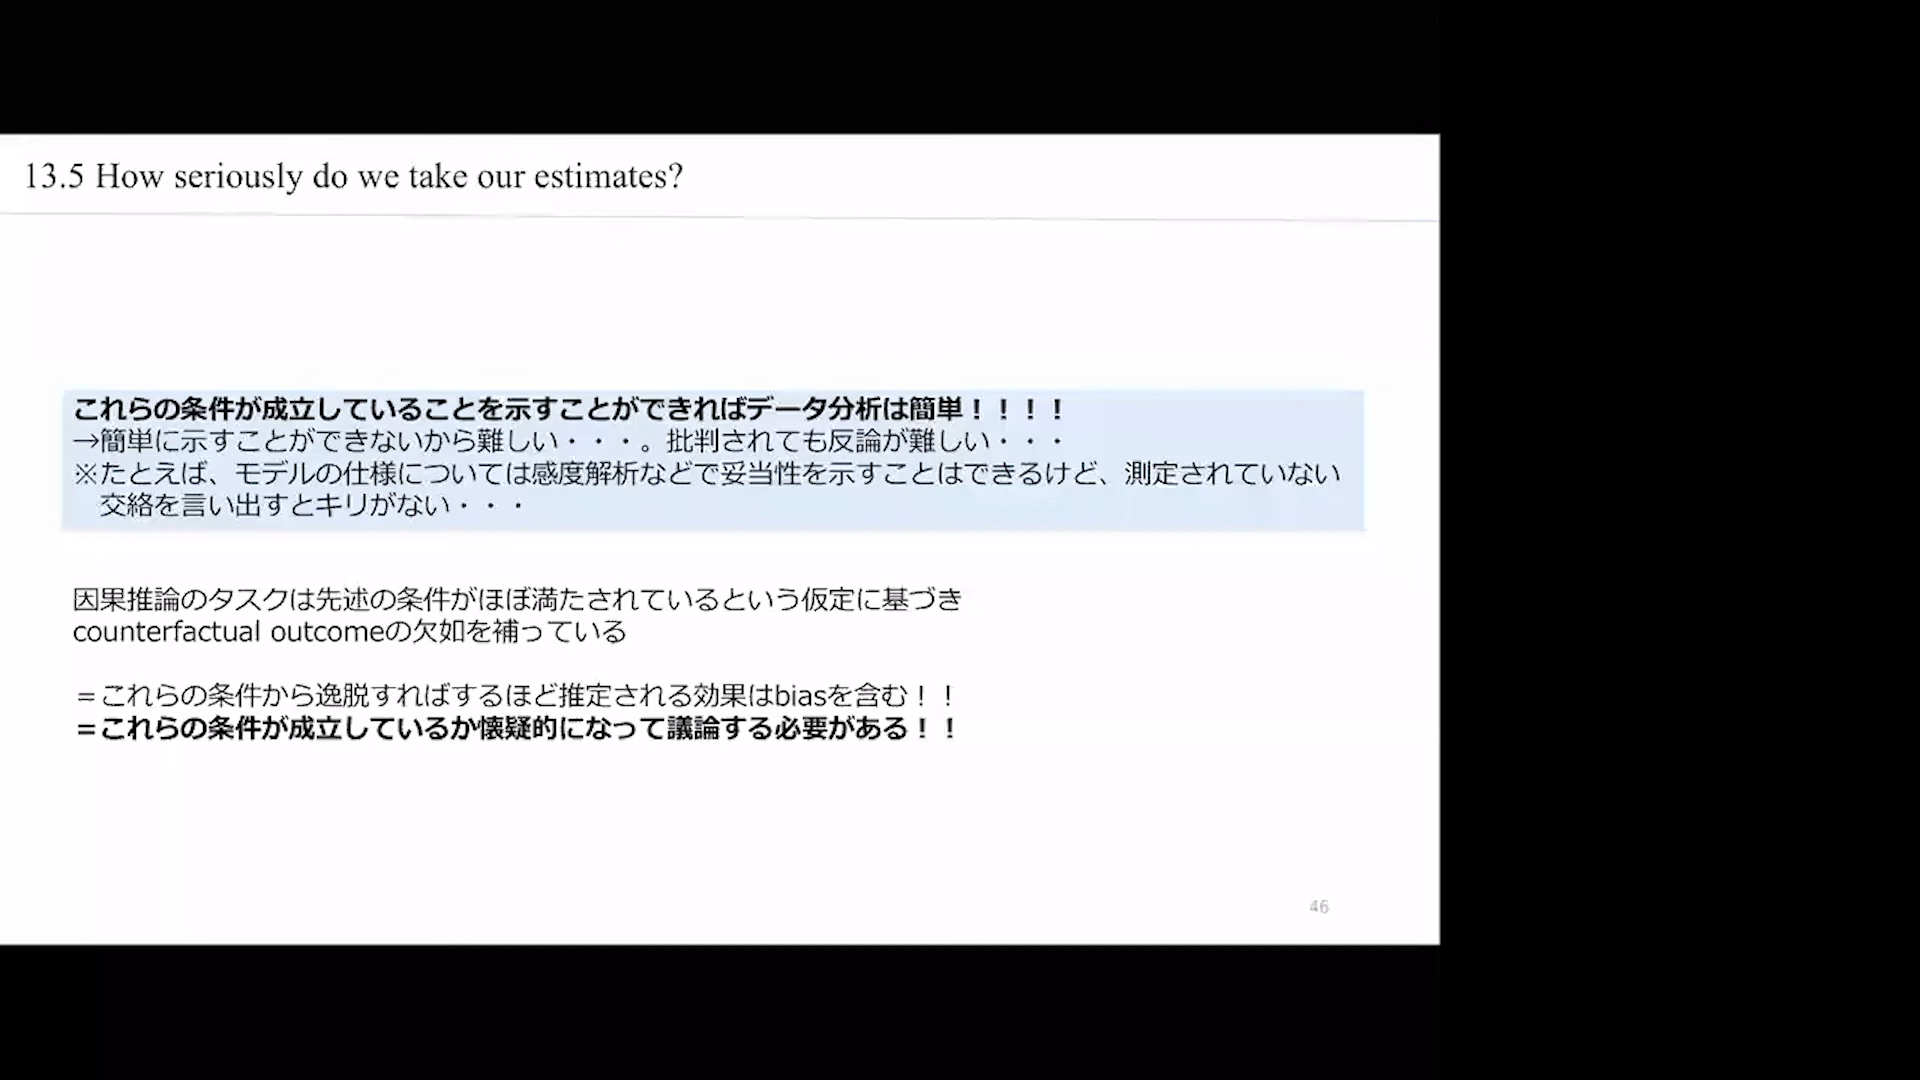 13.5 How seriously do we take our estimates?
これらの条件が成立していることを示すことができればデータ分析は簡単！！！！
→簡単に示すことができないから難しい・・・。批判されても反論が難しい・・・
※たとえば、モデルの仕様については感度解析などで妥当性を示すことはできるけど、測定されていない
交絡を言い出すとキリがない・・・
因果推論のタスクは先述の条件がほぼ満たされているという仮定に基づき
counterfactual outcomeの欠如を補っている
＝これらの条件から逸脱すればするほど推定される効果はbiasを含む！！
＝これらの条件が成立しているか懐疑的になって議論する必要がある！！
46